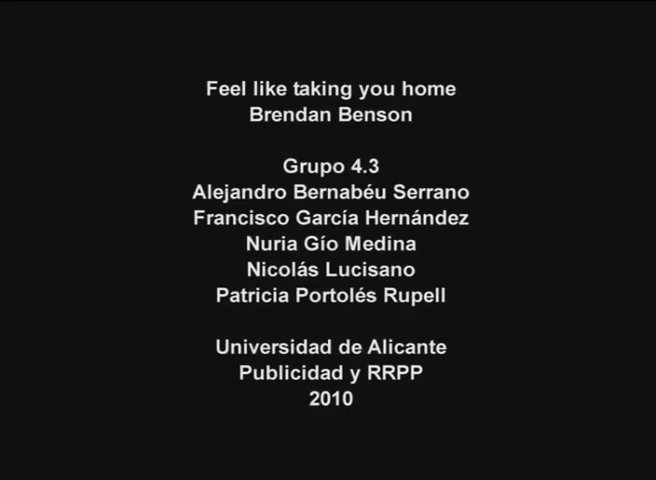 Feel like taking you home
Brendan Benson
Grupo 4.3
Alejandro Bernabéu Serrano
Francisco García Hernández
Nuria Gío Medina
Nicolás Lucisano
Patricia Portolés Rupell
Universidad de Alicante
Publicidad y RRPP
2010